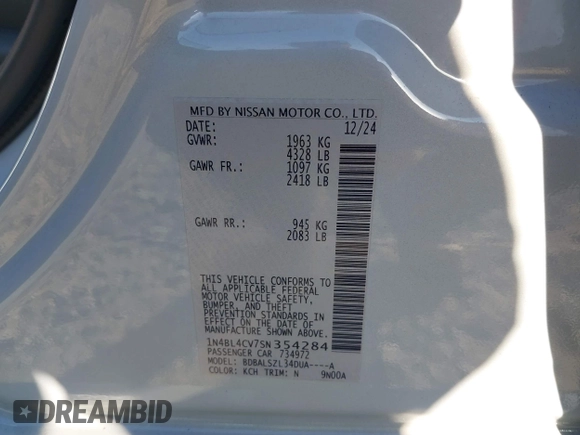 MFD BY NISSAN MOTOR CO., LTD.
DATE: 12/24
GVWR: 1963 KG
4328 LB
GAWR FR.: 1097 KG
2418 LB
GAWR RR.: 945 KG
2083 LB
THIS VEHICLE CONFORMS TO
ALL APPLICABLE FEDERAL
MOTOR VEHICLE SAFETY,
BUMPER, AND THEFT
PREVENTION STANDARDS IN
EFFECT ON THE DATE OF
MANUFACTURE SHOWN ABOVE.
1N4BL4CV7SN354284
PASSENGER CAR 734972
MODEL: BDBALSZL34DUA----A
COLOR: KCH TRIM: N 9N00A
DREAMBID